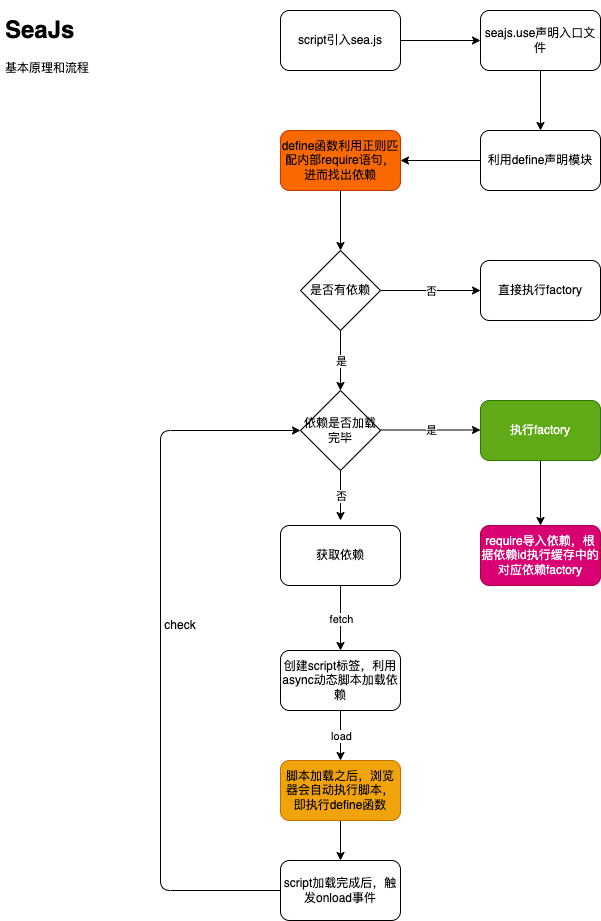 SeaJs
基本原理和流程
script引入sea.js
seajs.use声明入口文
件
利用define声明模块
define函数利用正则匹
配内部require语句，
进而找出依赖
是否有依赖
否
直接执行factory
是
依赖是否加载
完毕
是
执行factory
否
require导入依赖，根
据依赖id执行缓存中的
对应依赖factory
获取依赖
fetch
check
创建script标签，利用
async动态脚本加载依
赖
load
脚本加载之后，浏览
器会自动执行脚本，
即执行define函数
script加载完成后，触
发onload事件